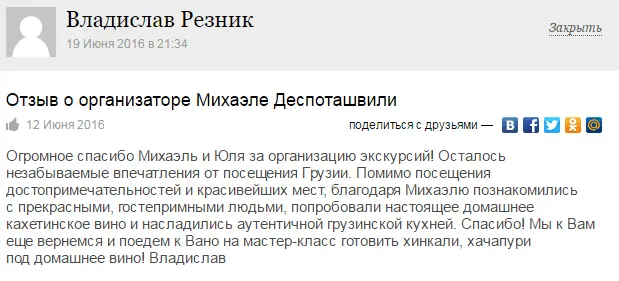 Владислав Резник
19 Июня 2016 в 21:34
Закрыть
Отзыв о организаторе Михаэле Деспоташвили
12 Июня 2016
поделиться с друзьями —
Огромное спасибо Михаэль и Юля за организацию экскурсий! Осталось
незабываемые впечатления от посещения Грузии. Помимо посещения
достопримечательностей и красивейших мест, благодаря Михаэлю познакомились
с прекрасными, гостепримными людьми, попробовали настоящее домашнее
кахетинское вино и насладились аутентичной грузинской кухней. Спасибо! Мы к Вам
еще вернемся и поедем к Вано на мастер-класс готовить хинкали, хачапури
под домашнее вино! Владислав